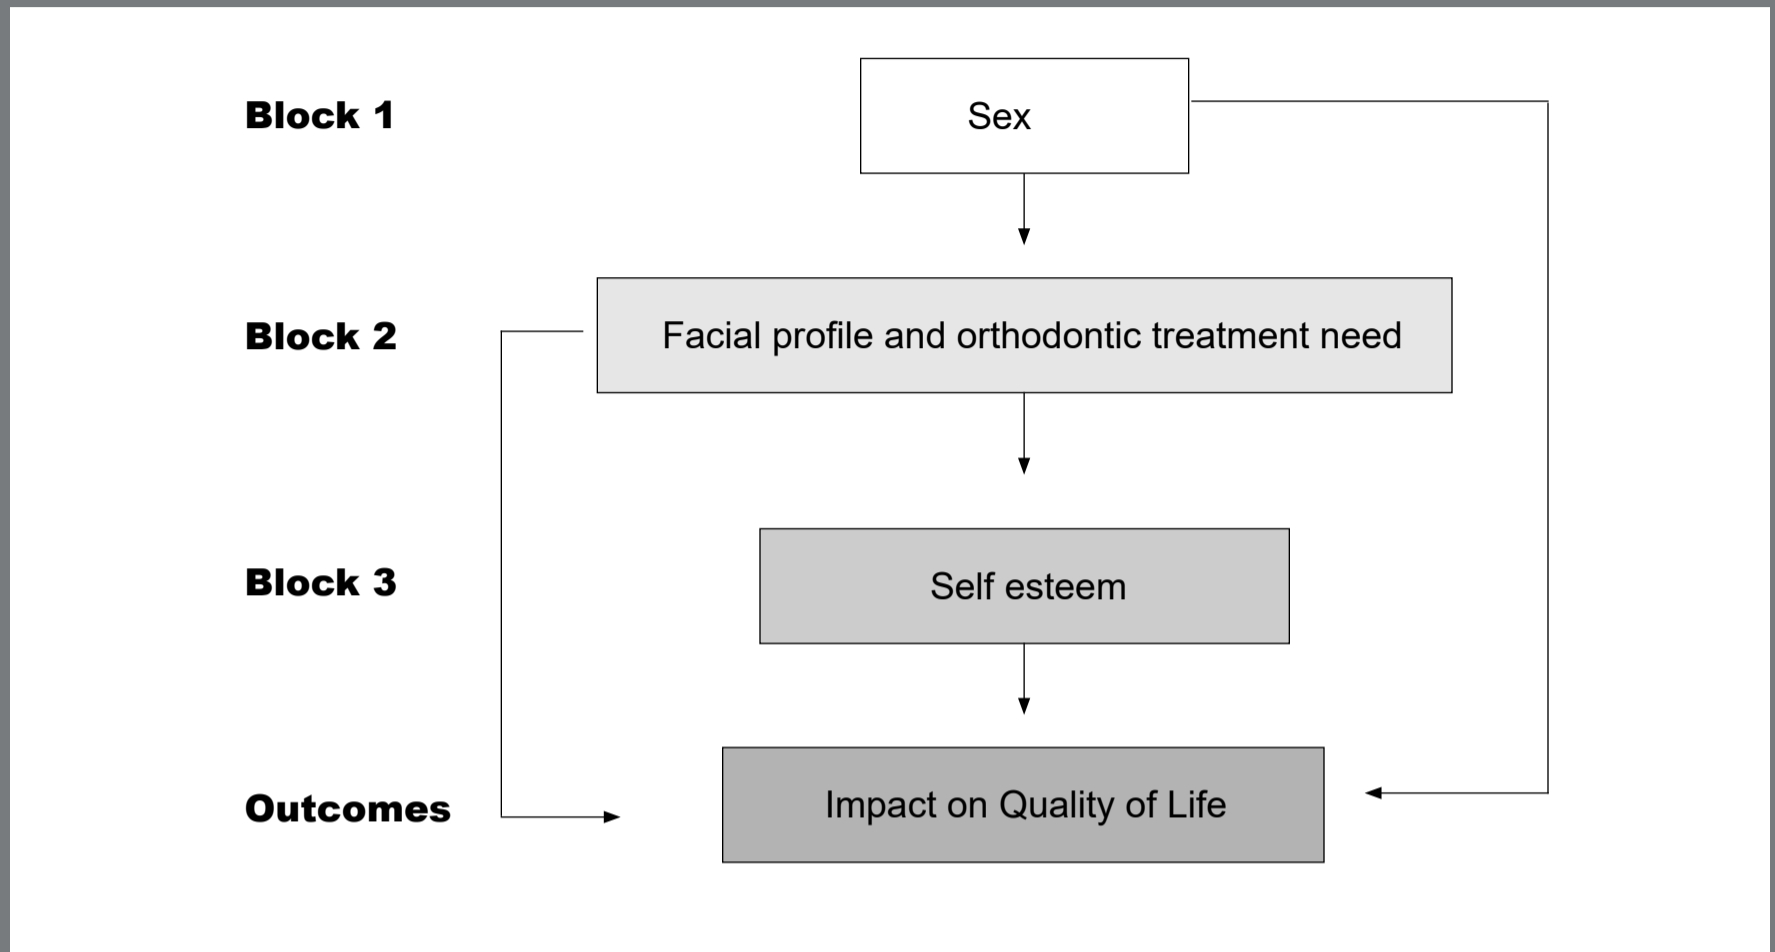 Block 1
Sex
Block 2
Facial profile and orthodontic treatment need
Block 3
Self esteem
Outcomes
Impact on Quality of Life